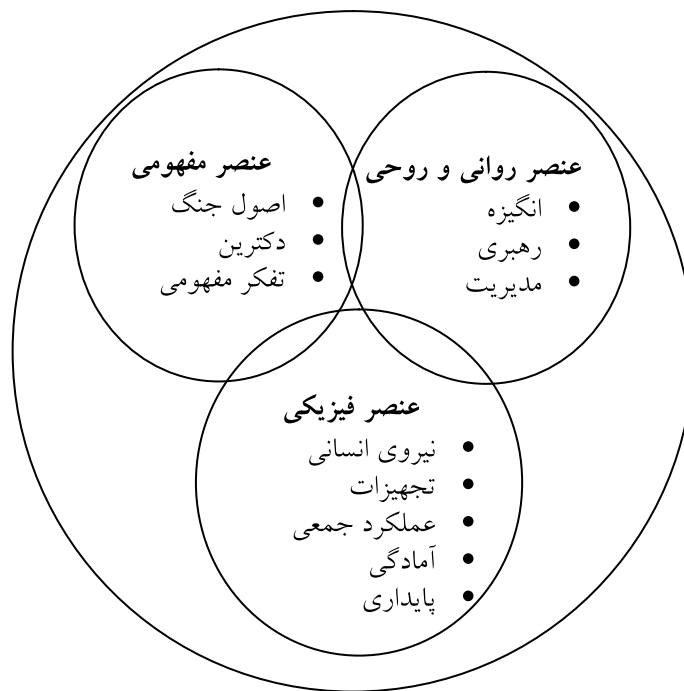 عنصر روانی و روحی
• انگیزه
• رهبری
• مدیریت
عنصر مفهومی
• اصول جنگ
• دکترین
• تفکر مفهومی
عنصر فیزیکی
• نیروی انسانی
• تجهیزات
• عملکرد جمعی
• آمادگی
• پایداری